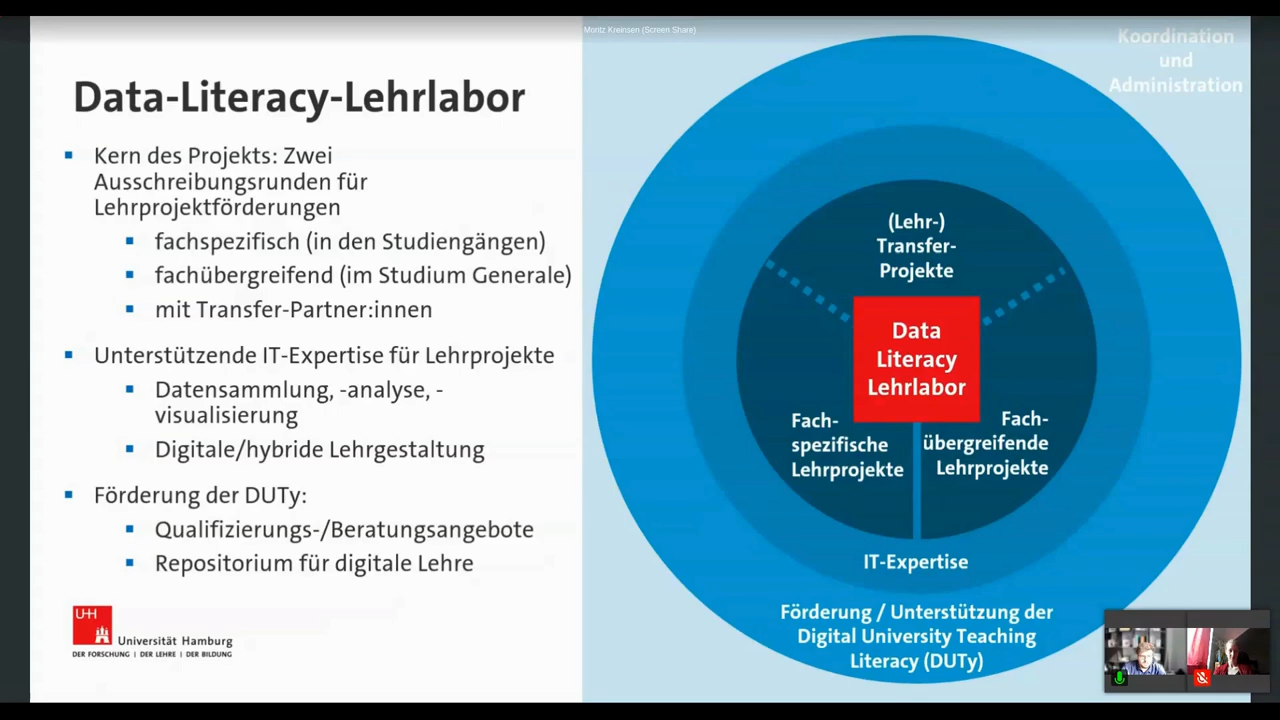 Moritz Kreinsen (Screen Share)
Data-Literacy-Lehrlabor
Kern des Projekts: Zwei
Ausschreibungsrunden für
Lehrprojektförderungen
fachspezifisch (in den Studiengängen)
fachübergreifend (im Studium Generale)
mit Transfer-Partner:innen
Unterstützende IT-Expertise für Lehrprojekte
Datensammlung, -analyse, -
visualisierung
Digitale/hybride Lehrgestaltung
Förderung der DUTy:
Qualifizierungs-/Beratungsangebote
Repositorium für digitale Lehre
UH
Universität Hamburg
DER FORSCHUNG | DER LEHRE | DER BILDUNG
Koordination
und
Administration
(Lehr-)
Transfer-
Projekte
Data
Literacy
Lehrlabor
Fach-
spezifische
Lehrprojekte
Fach-
übergreifende
Lehrprojekte
IT-Expertise
Förderung / Unterstützung der
Digital University Teaching
Literacy (DUTy)